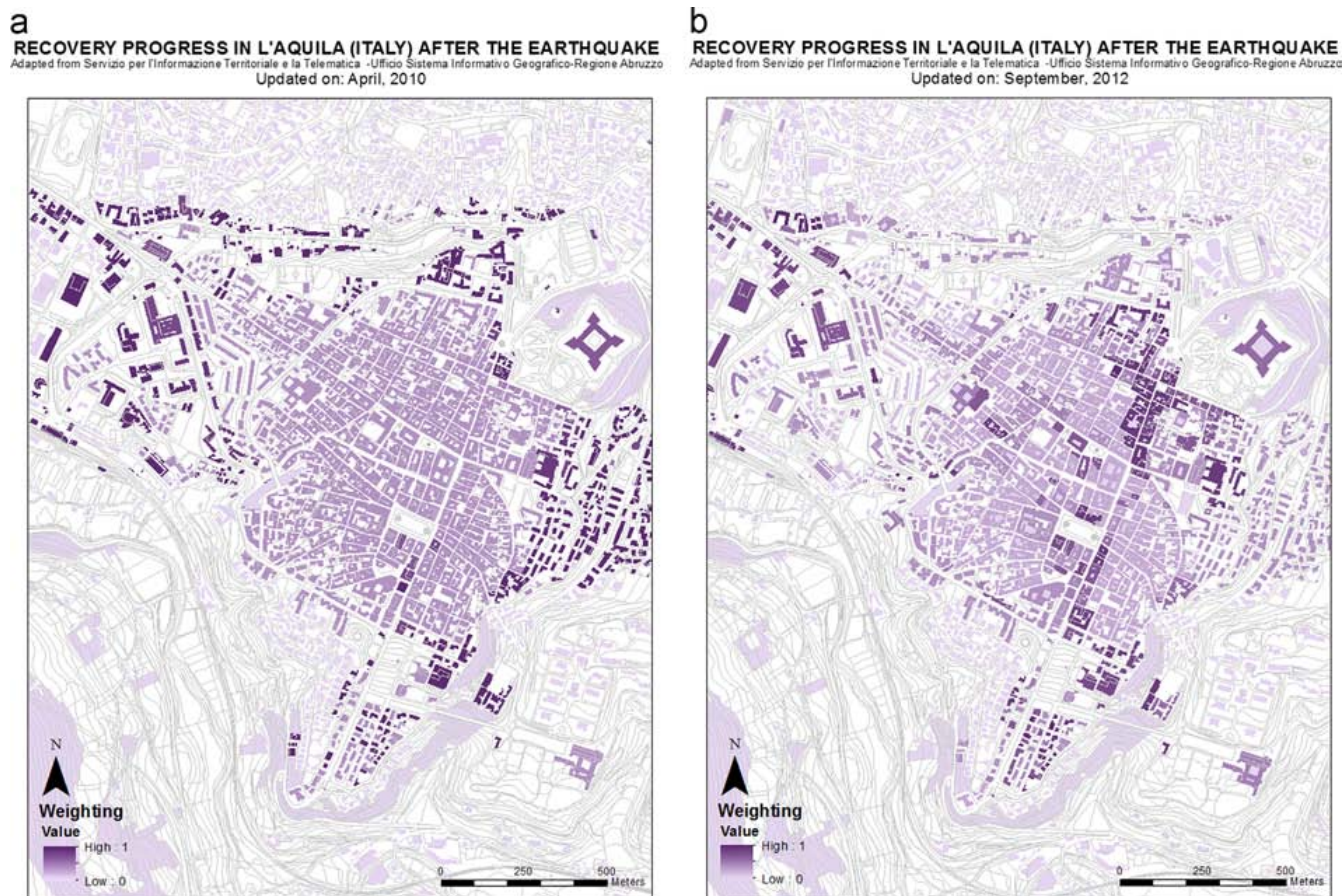 a
RECOVERY PROGRESS IN L'AQUILA (ITALY) AFTER THE EARTHQUAKE
Adapted from Servizio per l'Informazione Territoriale e la Telematica -Ufficio Sistema Informativo Geografico-Regione Abruzzo
Updated on: April, 2010
N
Weighting
Value
High : 1
Low : 0
0 250 500
Meters
b
RECOVERY PROGRESS IN L'AQUILA (ITALY) AFTER THE EARTHQUAKE
Adapted from Servizio per l'Informazione Territoriale e la Telematica -Ufficio Sistema Informativo Geografico-Regione Abruzzo
Updated on: September, 2012
N
Weighting
Value
High : 1
Low : 0
0 250 500
Meters